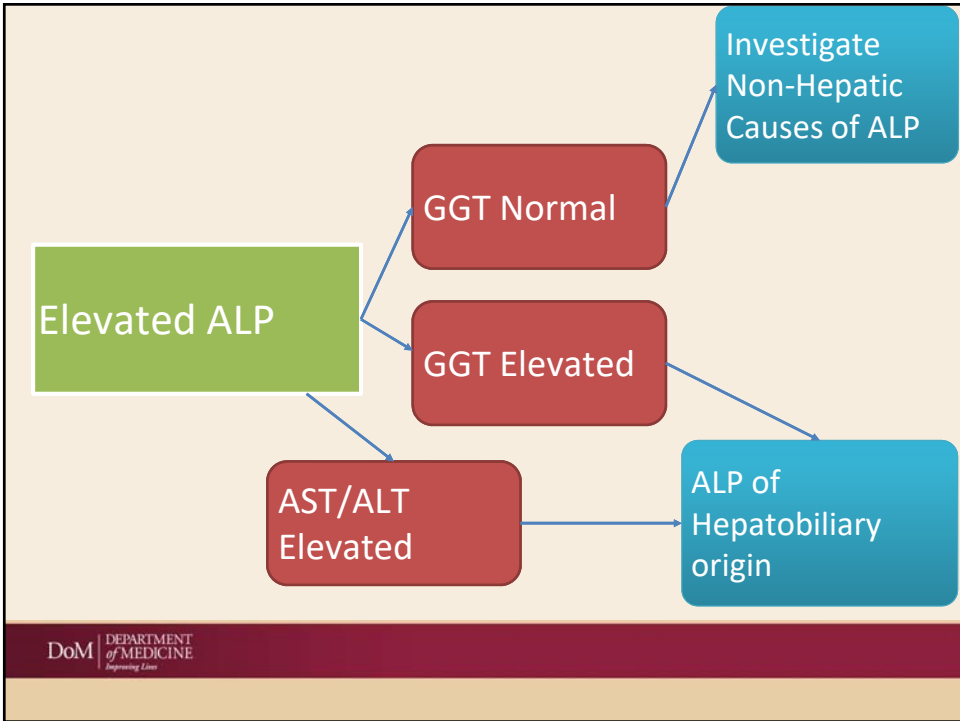 Investigate
Non-Hepatic
Causes of ALP
GGT Normal
Elevated ALP
GGT Elevated
AST/ALT
Elevated
ALP of
Hepatobiliary
origin
DoM
DEPARTMENT
of MEDICINE
Improving Lives